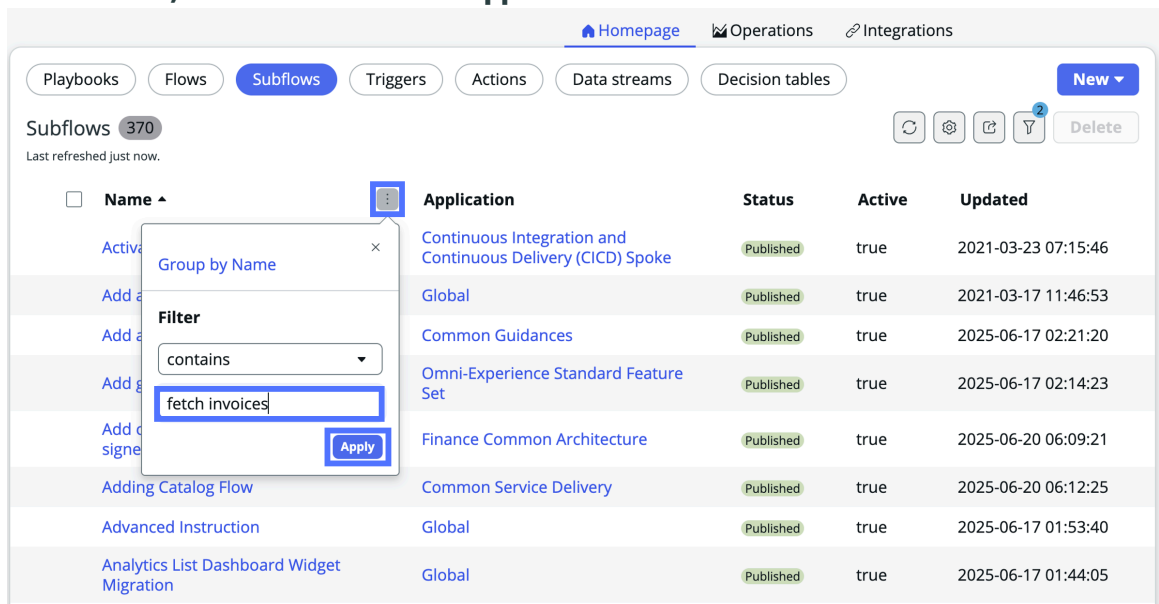 Homepage Operations Integrations
Playbooks Flows Subflows Triggers Actions Data streams Decision tables New
Subflows 370
2
Delete
Last refreshed just now.
Name Application Status Active Updated
Continuous Integration and
Continuous Delivery (CICD) Spoke
Published true 2021-03-23 07:15:46
Group by Name
Add Global Published true 2021-03-17 11:46:53
Filter
Add Common Guidances Published true 2025-06-17 02:21:20
contains
Add Omni-Experience Standard Feature
Set
Published true 2025-06-17 02:14:23
fetch invoices
Add
signe
Finance Common Architecture Published true 2025-06-20 06:09:21
Apply
Adding Catalog Flow Common Service Delivery Published true 2025-06-20 06:12:25
Advanced Instruction Global Published true 2025-06-17 01:53:40
Analytics List Dashboard Widget
Migration
Global Published true 2025-06-17 01:44:05